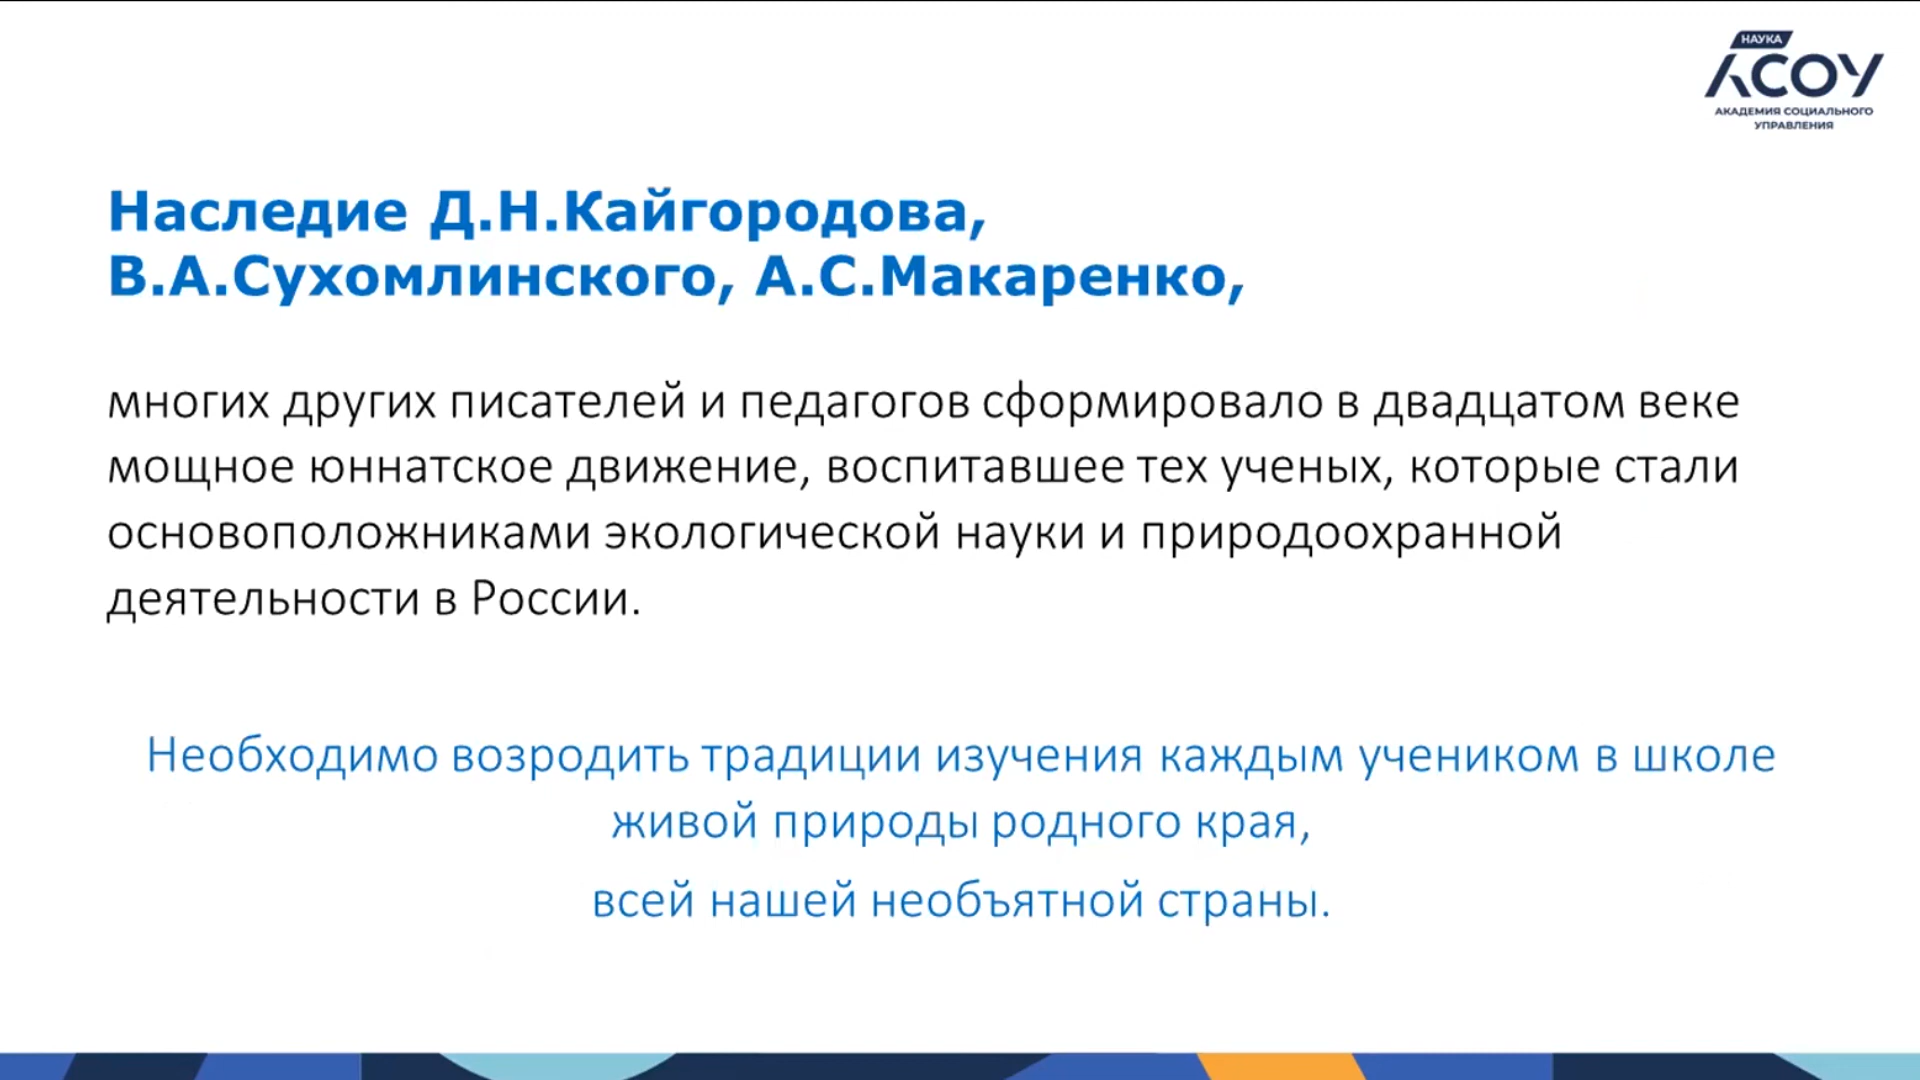 НАУКА
АСОУ
АКАДЕМИЯ СОЦИАЛЬНОГО
УПРАВЛЕНИЯ
Наследие Д.Н.Кайгородова,
В.А.Сухомлинского, А.С.Макаренко,
многих других писателей и педагогов сформировало в двадцатом веке
мощное юннатское движение, воспитавшее тех ученых, которые стали
основоположниками экологической науки и природоохранной
деятельности в России.
Необходимо возродить традиции изучения каждым учеником в школе
живой природы родного края,
всей нашей необъятной страны.